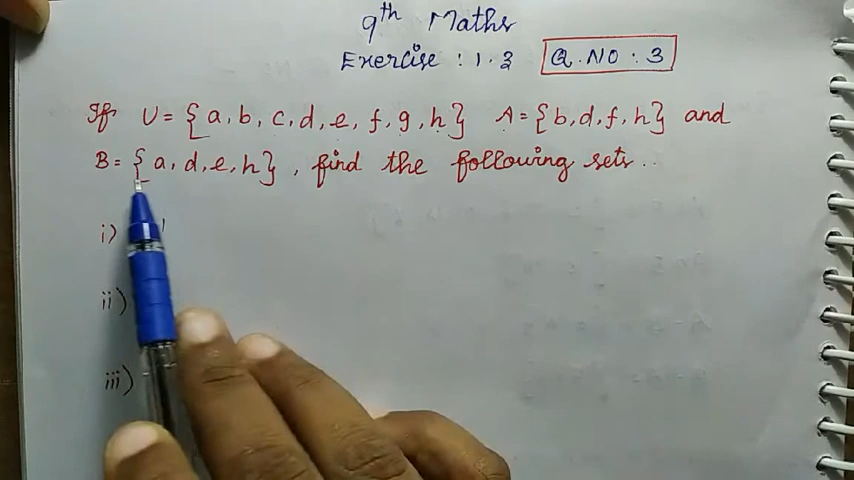 9th Maths
Exercise : 1.3 Q.NO : 3
If U = {a, b, c, d, e, f, g, h} A = {b, d, f, h} and
B = {a, d, e, h}, find the following sets..
i)
ii)
iii)